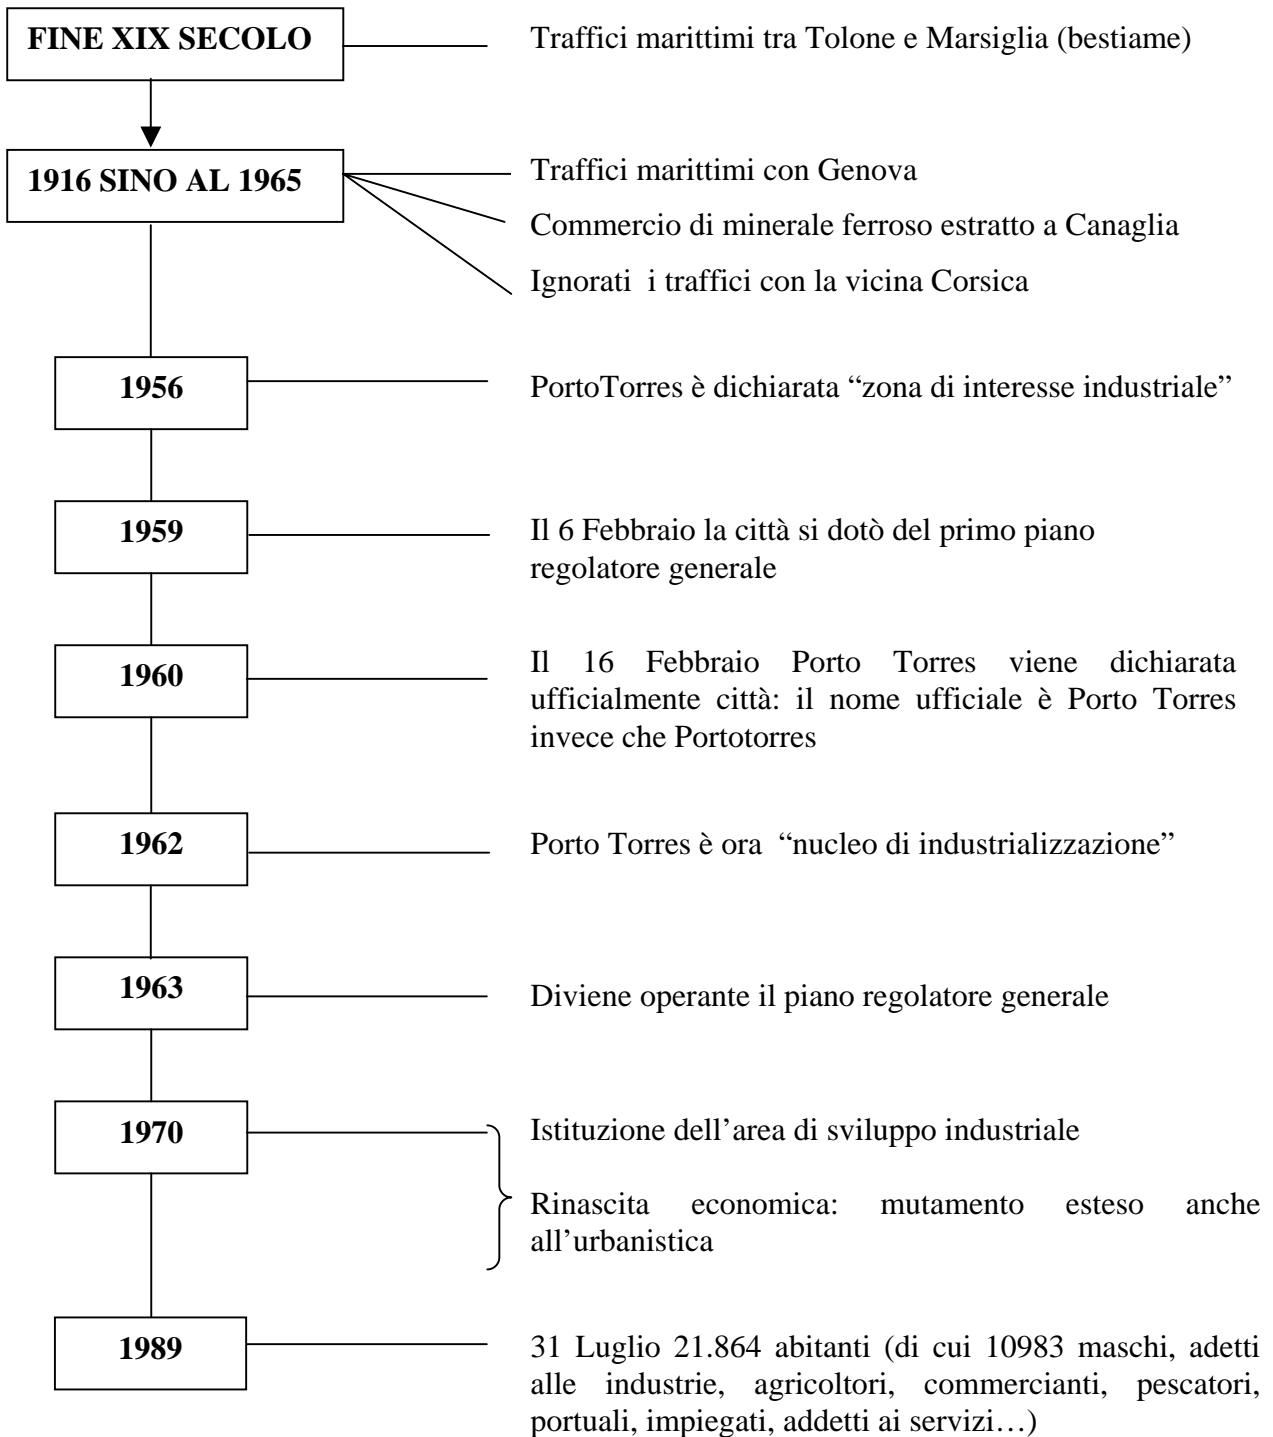 FINE XIX SECOLO
Traffici marittimi tra Tolone e Marsiglia (bestiame)
1916 SINO AL 1965
Traffici marittimi con Genova
Commercio di minerale ferroso estratto a Canaglia
Ignorati  i traffici con la vicina Corsica
1956
PortoTorres è dichiarata “zona di interesse industriale”
1959
Il 6 Febbraio la città si dotò del primo piano
regolatore generale
1960
Il 16 Febbraio Porto Torres viene dichiarata
ufficialmente città: il nome ufficiale è Porto Torres
invece che Portotorres
1962
Porto Torres è ora  “nucleo di industrializzazione”
1963
Diviene operante il piano regolatore generale
1970
Istituzione dell’area di sviluppo industriale
Rinascita economica: mutamento esteso anche
all’urbanistica
1989
31 Luglio 21.864 abitanti (di cui 10983 maschi, adetti
alle industrie, agricoltori, commercianti, pescatori,
portuali, impiegati, addetti ai servizi…)